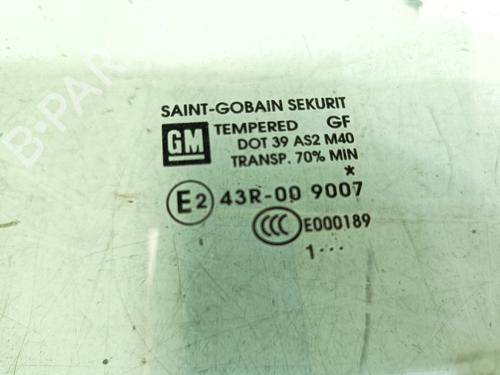 SAINT-GOBAIN SEKURIT
GM TEMPERED GF
DOT 39 AS2 M40
TRANSP. 70% MIN
*
E2 43R-00 9007
CCC E000189
1···